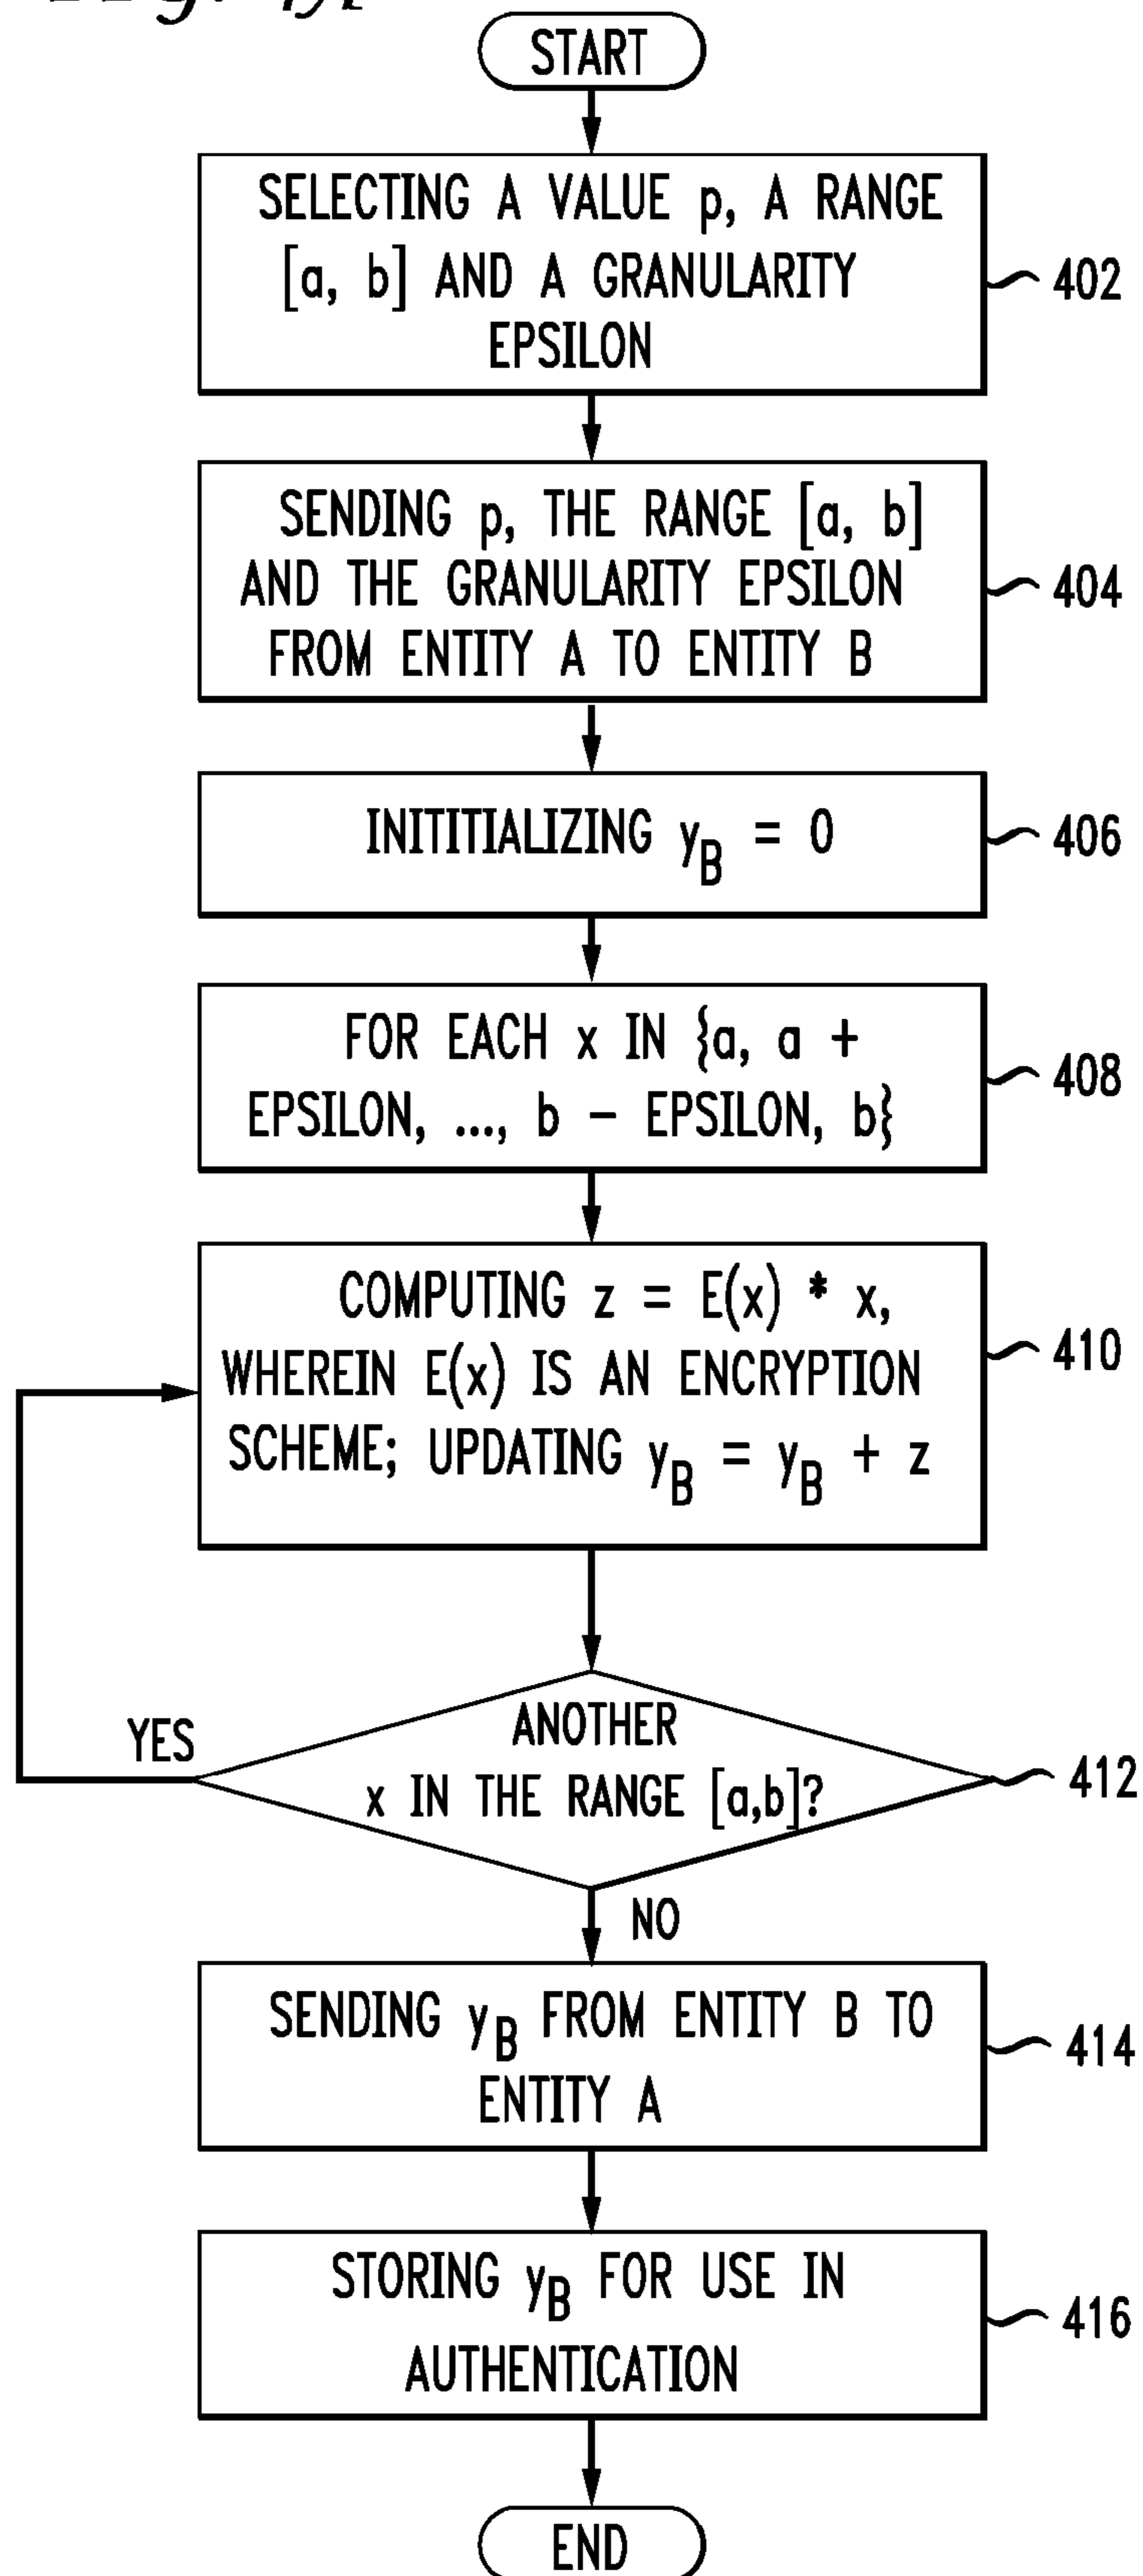 START
SELECTING A VALUE p, A RANGE
[a, b] AND A GRANULARITY
EPSILON
402
SENDING p, THE RANGE [a, b]
AND THE GRANULARITY EPSILON
FROM ENTITY A TO ENTITY B
404
INITITIALIZING yB = 0
406
FOR EACH x IN {a, a +
EPSILON, ..., b - EPSILON, b}
408
COMPUTING z = E(x) * x,
WHEREIN E(x) IS AN ENCRYPTION
SCHEME; UPDATING yB = yB + z
410
ANOTHER
x IN THE RANGE [a,b]?
412
YES
NO
SENDING yB FROM ENTITY B TO
ENTITY A
414
STORING yB FOR USE IN
AUTHENTICATION
416
END